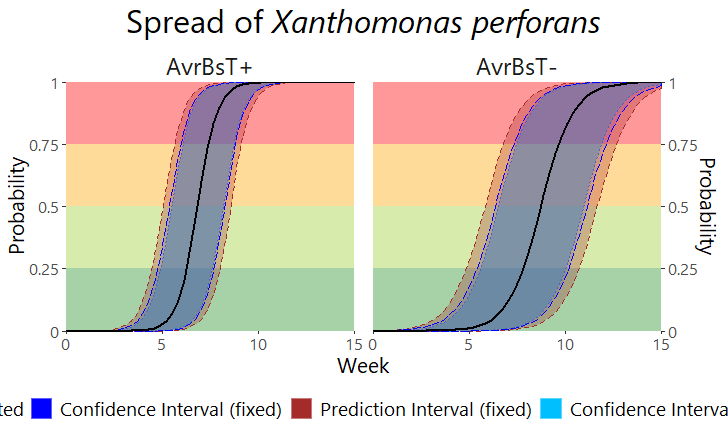 Spread of Xanthomonas perforans
AvrBsT+
AvrBsT-
Probability
1
0.75
0.5
0.25
0
0
5
10
15
0
5
10
15
1
0.75
0.5
0.25
0
Probability
Week
ted Confidence Interval (fixed) Prediction Interval (fixed) Confidence Interva